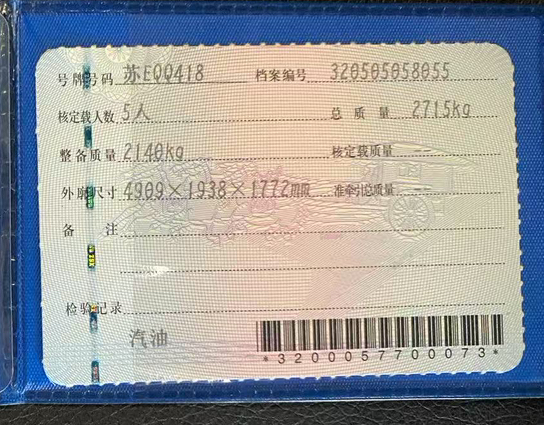 号牌号码 苏EQQ418 档案编号 320505058055
核定载人数 5人 总质量 2715kg
整备质量 2140kg 核定载质量 --
外廓尺寸 4909×1938×1772mm 准牵引总质量 --
备注
检验记录
汽油
*3200057700073*